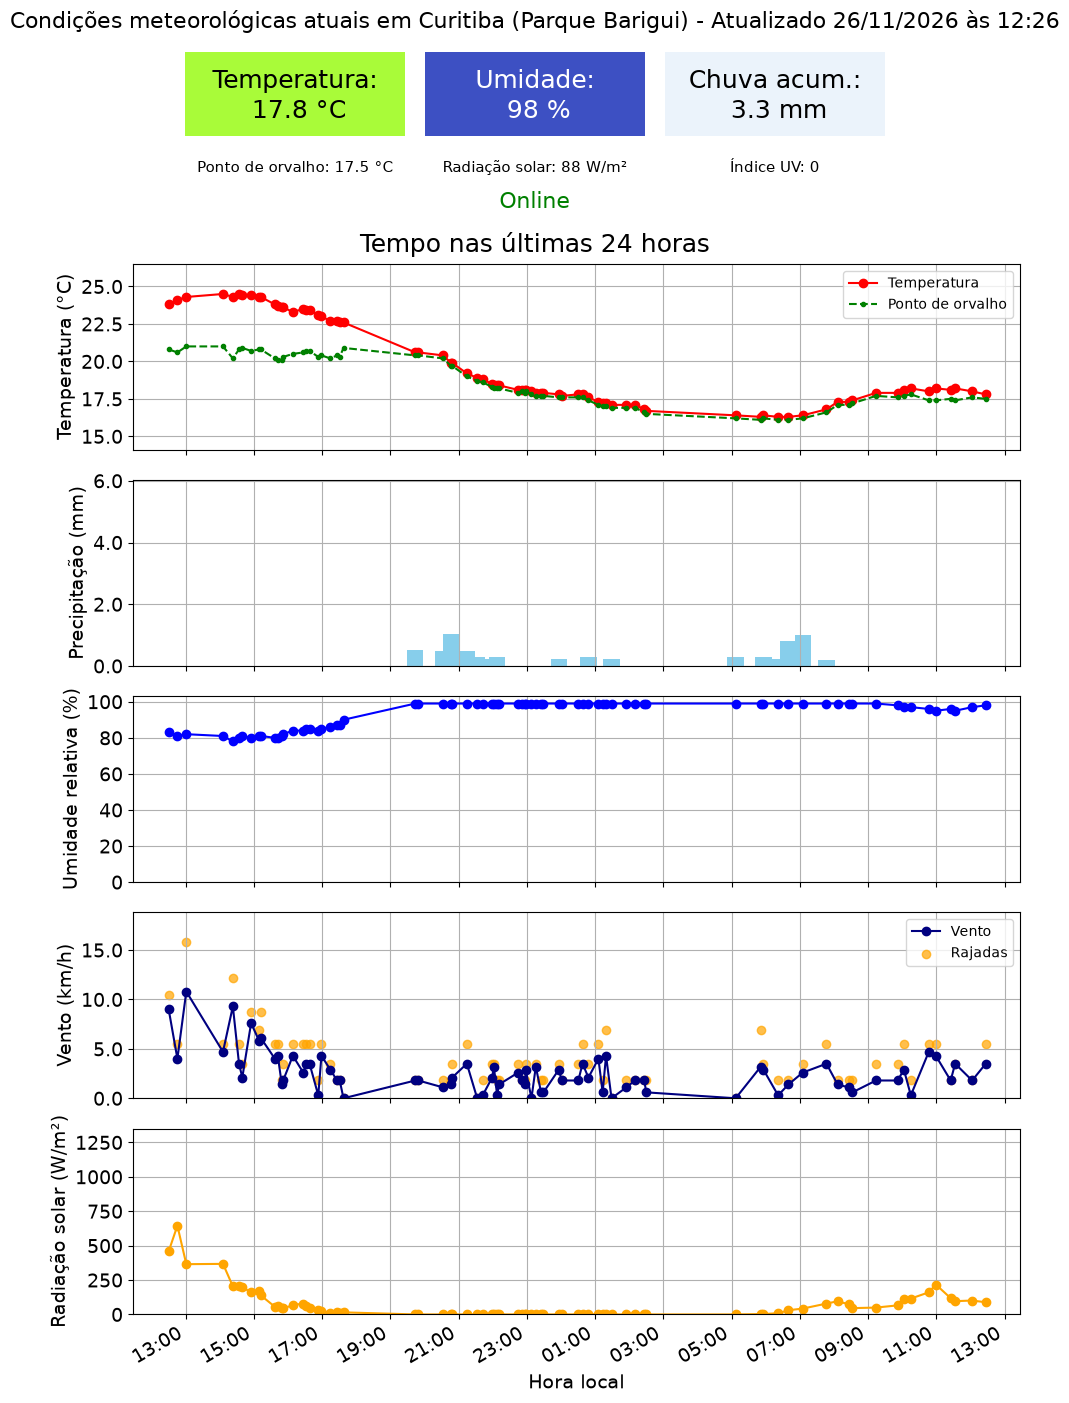 Condições meteorológicas atuais em Curitiba (Parque Barigui) - Atualizado 26/11/2026 às 12:26
Temperatura:
17.8 °C
Umidade:
98 %
Chuva acum.:
3.3 mm
Ponto de orvalho: 17.5 °C
Radiação solar: 88 W/m²
Índice UV: 0
Online
Tempo nas últimas 24 horas
Temperatura (°C)
25.0
22.5
20.0
17.5
15.0
Temperatura
Ponto de orvalho
Precipitação (mm)
6.0
4.0
2.0
0.0
Umidade relativa (%)
100
80
60
40
20
0
Vento (km/h)
15.0
10.0
5.0
0.0
Vento
Rajadas
Radiação solar (W/m²)
1250
1000
750
500
250
0
13:00
15:00
17:00
19:00
21:00
23:00
01:00
03:00
05:00
07:00
09:00
11:00
13:00
Hora local